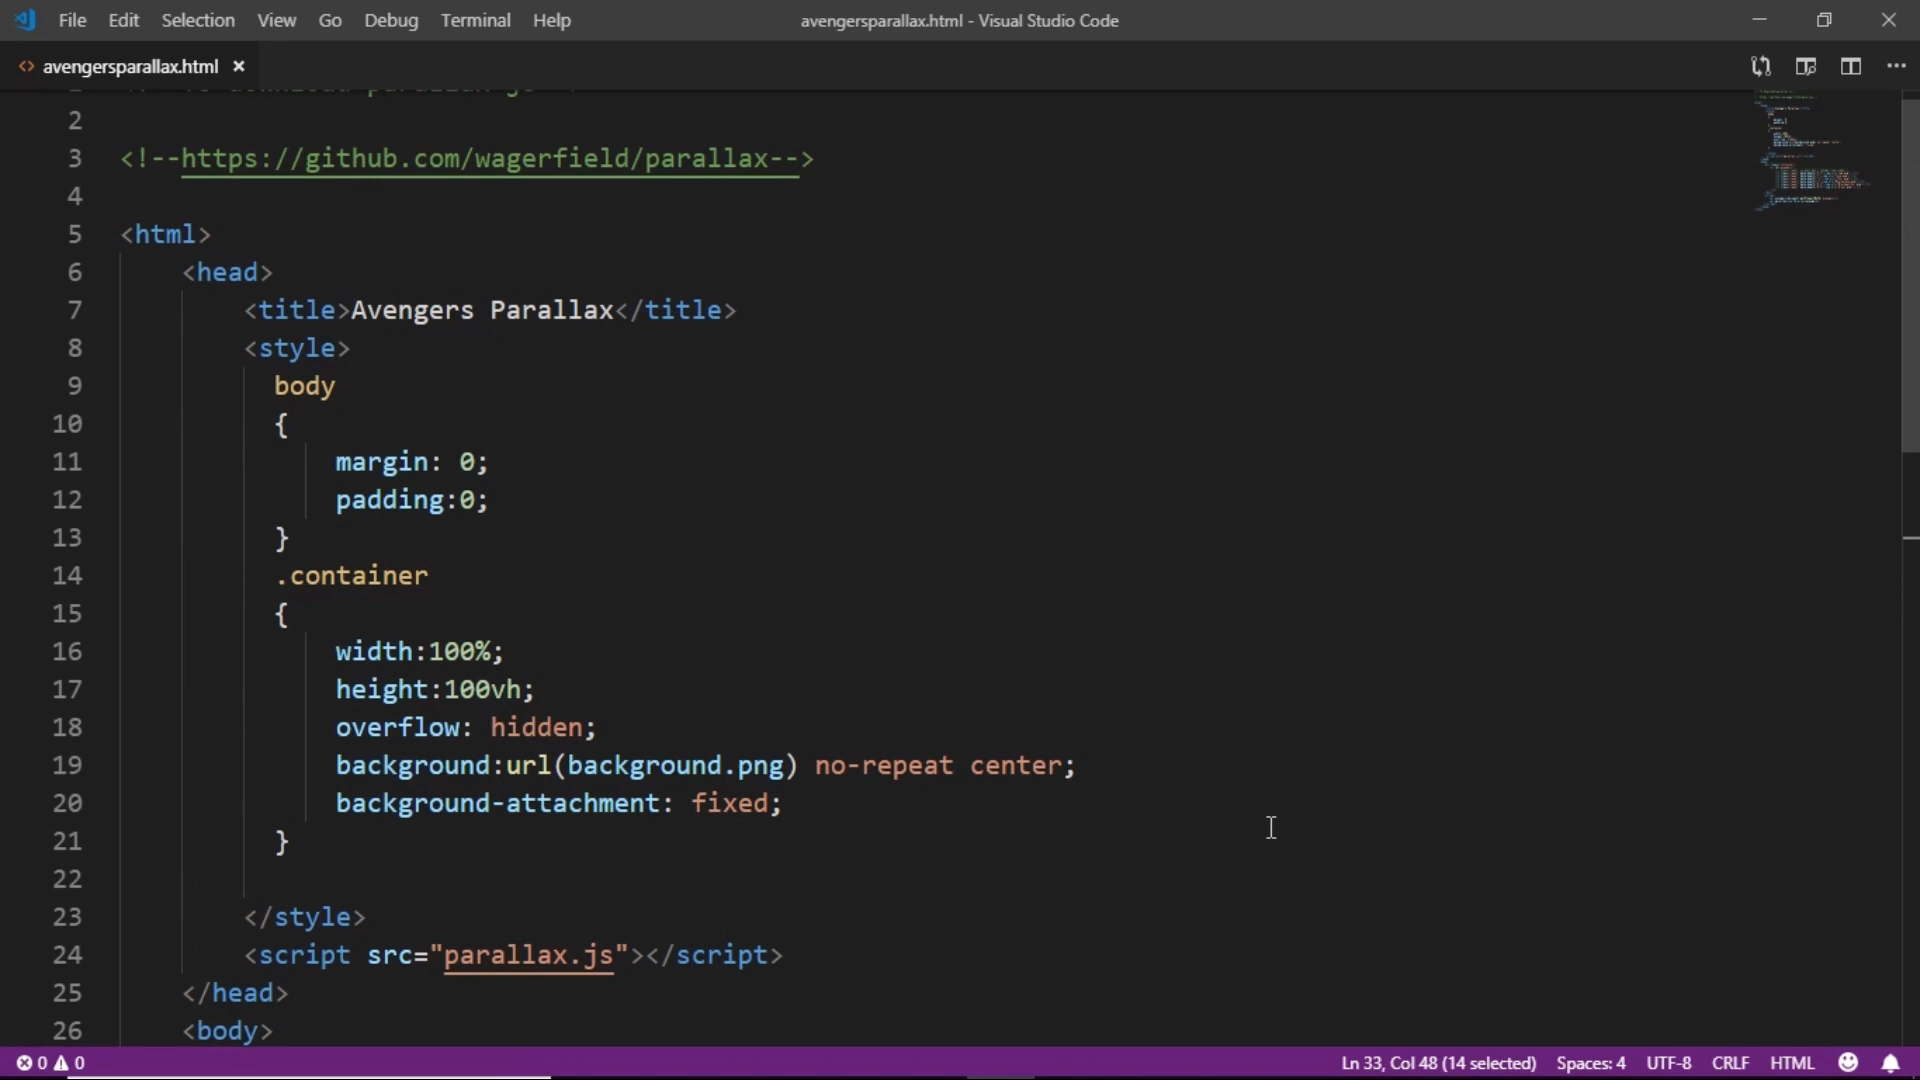 File Edit Selection View Go Debug Terminal Help avengersparallax.html - Visual Studio Code
<> avengersparallax.html ×
2
3 <!--https://github.com/wagerfield/parallax-->
4
5 <html>
6 <head>
7 <title>Avengers Parallax</title>
8 <style>
9 body
10 {
11 margin: 0;
12 padding:0;
13 }
14 .container
15 {
16 width:100%;
17 height:100vh;
18 overflow: hidden;
19 background:url(background.png) no-repeat center;
20 background-attachment: fixed;
21 }
22
23 </style>
24 <script src="parallax.js"></script>
25 </head>
26 <body>
0 0 Ln 33, Col 48 (14 selected) Spaces: 4 UTF-8 CRLF HTML